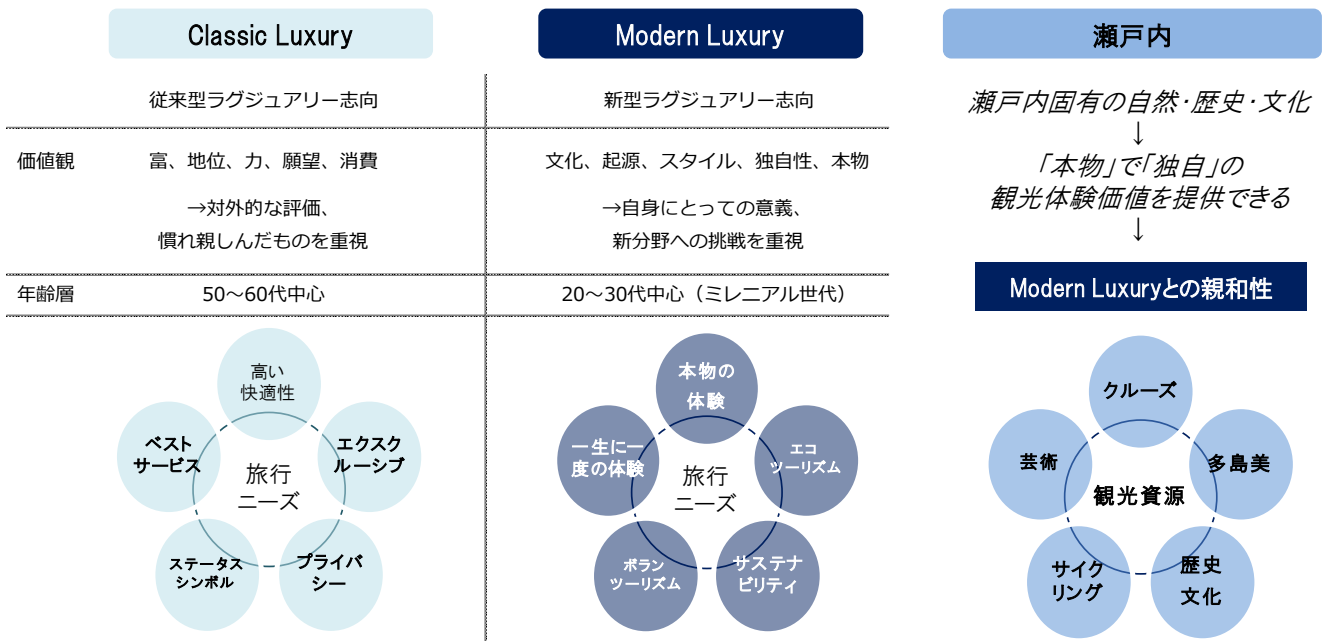 Classic Luxury
Modern Luxury
瀬戸内
従来型ラグジュアリー志向
新型ラグジュアリー志向
価値観
富、地位、力、願望、消費
→対外的な評価、
慣れ親しんだものを重視
文化、起源、スタイル、独自性、本物
→自身にとっての意義、
新分野への挑戦を重視
年齢層
50～60代中心
20～30代中心（ミレニアル世代）
瀬戸内固有の自然・歴史・文化
↓
「本物」で「独自」の
観光体験価値を提供できる
↓
Modern Luxuryとの親和性
高い
快適性
ベスト
サービス
エクスク
ルーシブ
旅行
ニーズ
ステータス
シンボル
プライバ
シー
本物の
体験
一生に一
度の体験
エコ
ツーリズム
旅行
ニーズ
ボラン
ツーリズム
サステナ
ビリティ
クルーズ
芸術
多島美
観光資源
サイク
リング
歴史
文化